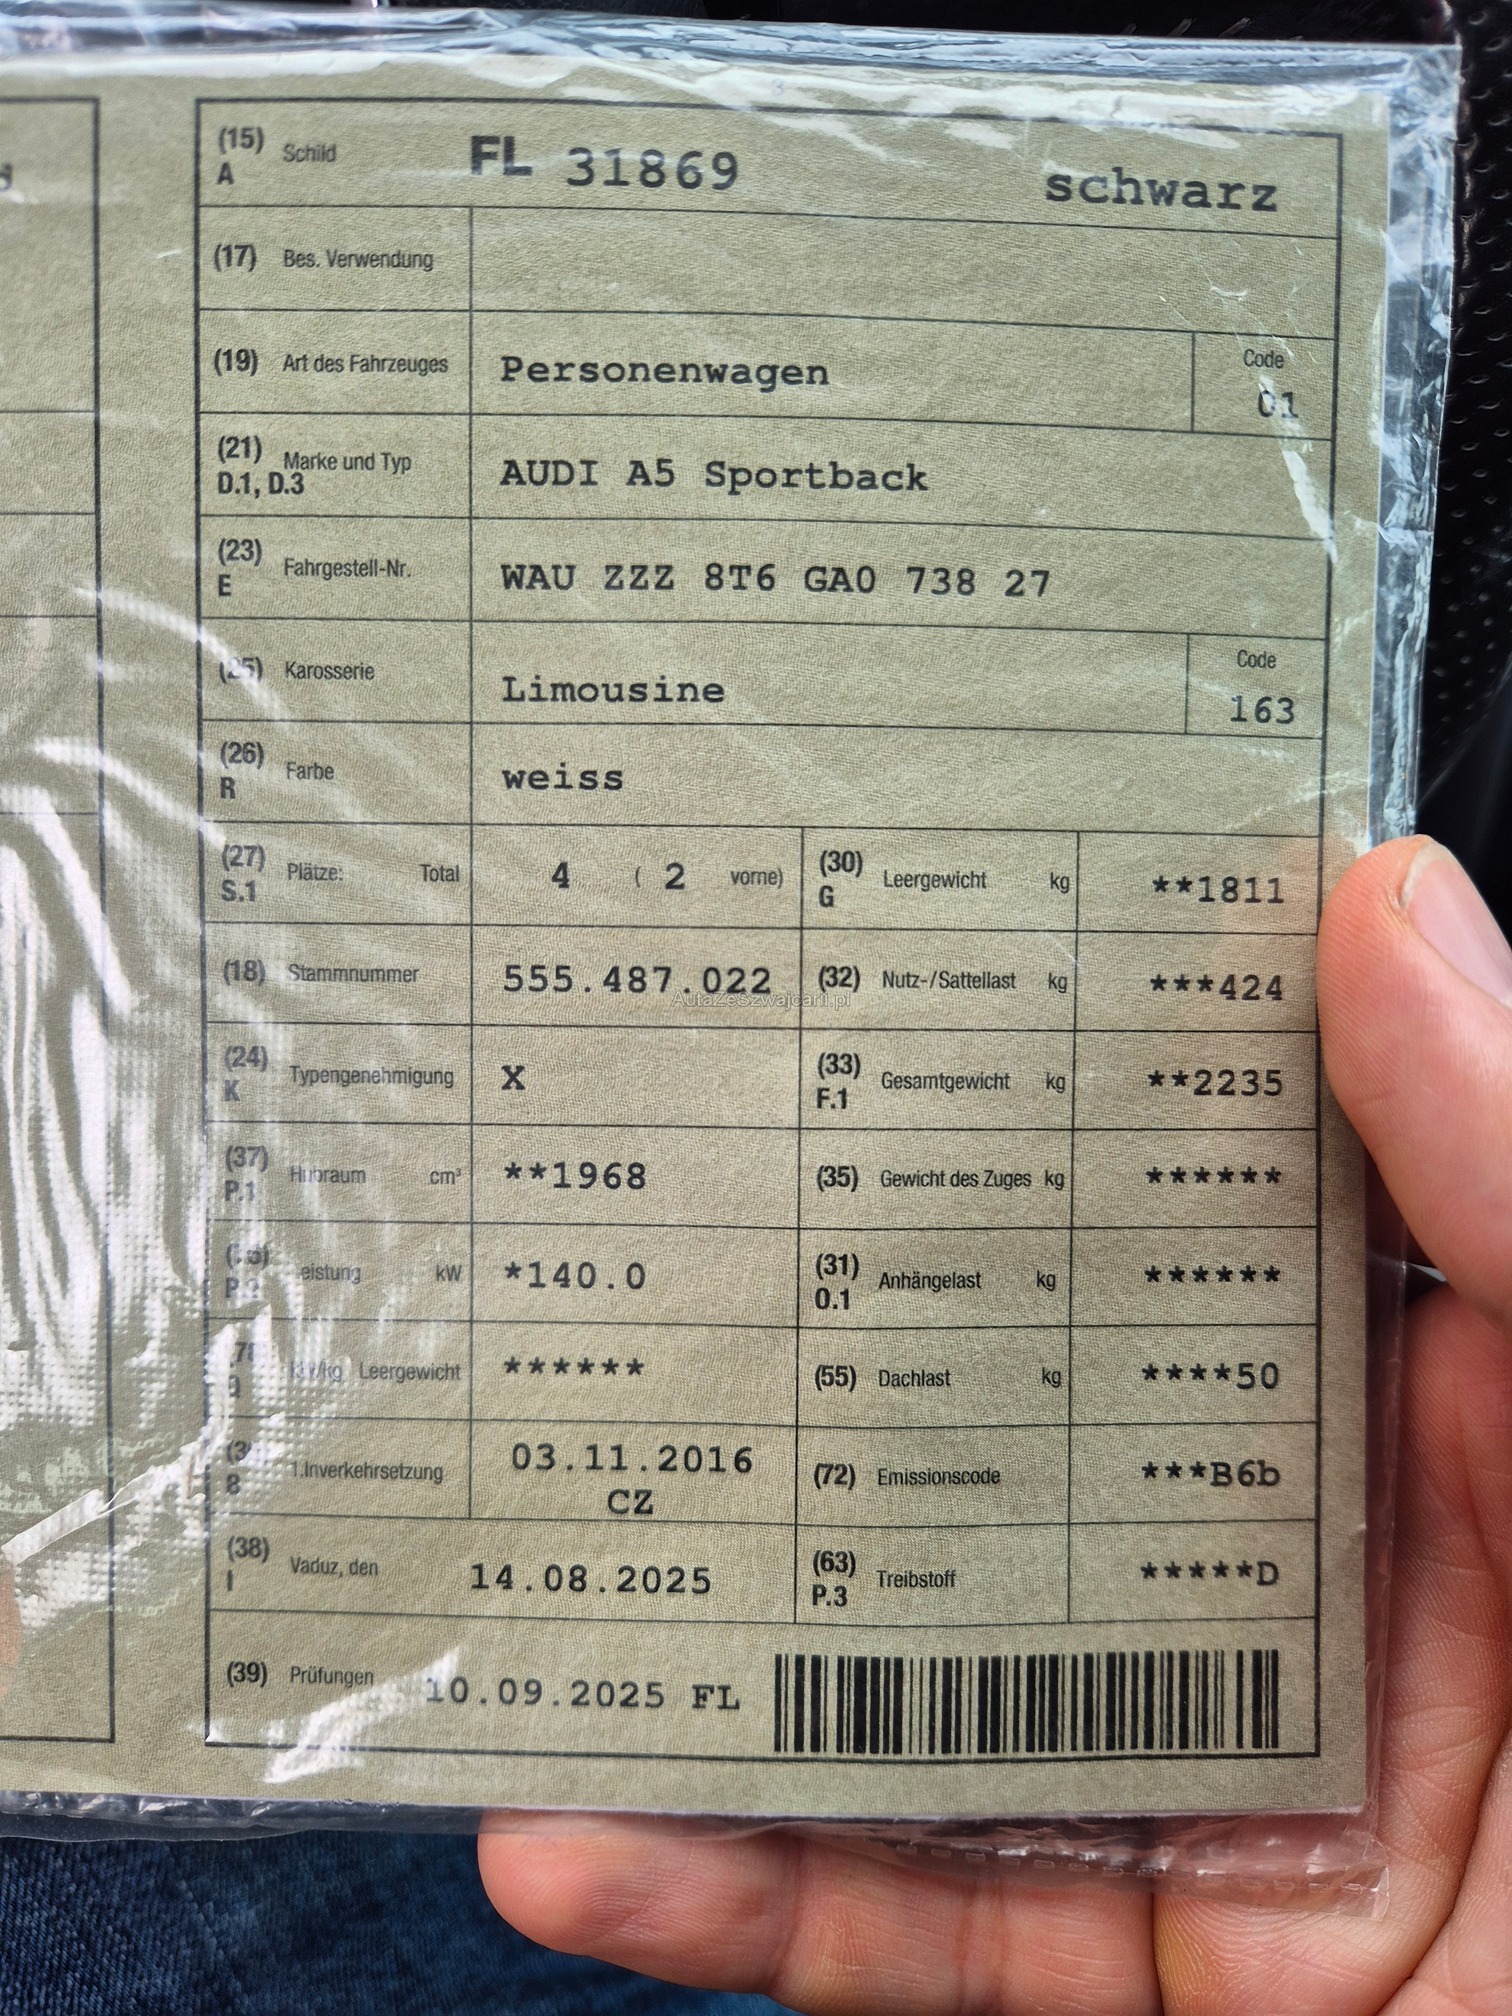 (15) Schild FL 31869 schwarz
A
(17) Bes. Verwendung
(19) Art des Fahrzeuges Personenwagen Code
01
(21) Marke und Typ AUDI A5 Sportback
D.1, D.3
(23) Fahrgestell-Nr. WAU ZZZ 8T6 GA0 738 27
E
(25) Karosserie Limousine Code
163
(26) Farbe weiss
R
(27) Plätze: Total 4 ( 2 vorne) (30) Leergewicht kg **1811
S.1 G
(18) Stammnummer 555.487.022 (32) Nutz-/Sattellast kg ***424
AutaZeSzwajcarii.pl
(24) Typengenehmigung X (33) Gesamtgewicht kg **2235
K F.1
(37) Hubraum cm³ **1968 (35) Gewicht des Zuges kg ******
P.1
kW *140.0 (31) Anhängelast kg ******
O.1
Leergewicht ****** (55) Dachlast kg ****50
1.Inverkehrsetzung 03.11.2016 (72) Emissionscode ***B6b
CZ
(38) Vaduz, den 14.08.2025 (63) Treibstoff *****D
I P.3
(39) Prüfungen 10.09.2025 FL